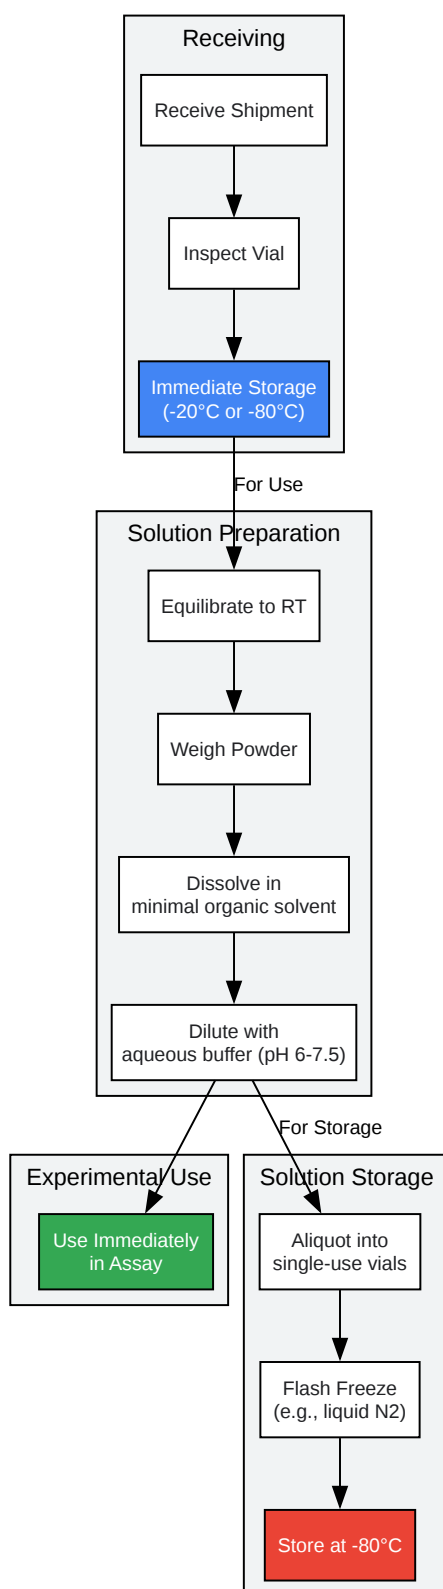 Receiving
Receive Shipment
Inspect Vial
Immediate Storage
(-20°C or -80°C)
For Use
Solution Preparation
Equilibrate to RT
Weigh Powder
Dissolve in
minimal organic solvent
Dilute with
aqueous buffer (pH 6-7.5)
For Storage
Experimental Use
Use Immediately
in Assay
Solution Storage
Aliquot into
single-use vials
Flash Freeze
(e.g., liquid N2)
Store at -80°C